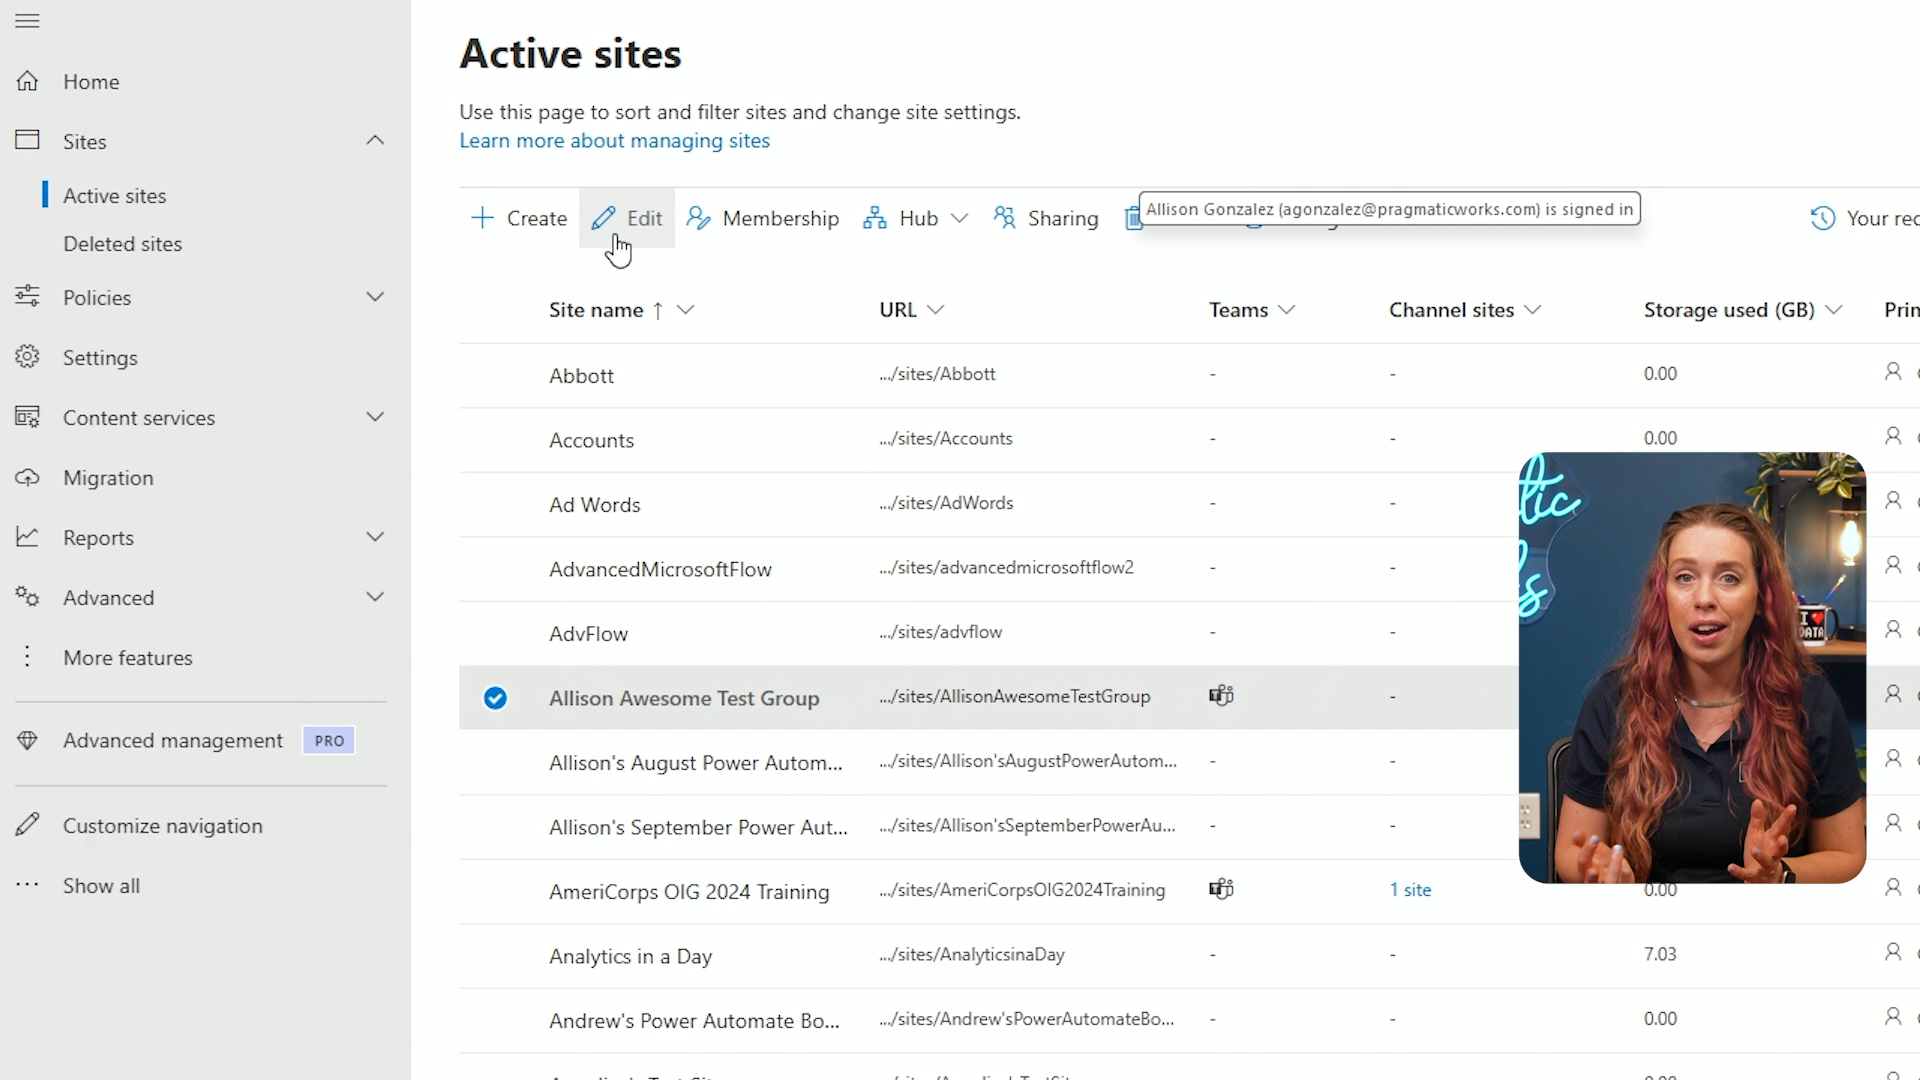 Home
Sites
Active sites
Deleted sites
Policies
Settings
Content services
Migration
Reports
Advanced
More features
Advanced management PRO
Customize navigation
Show all
Active sites
Use this page to sort and filter sites and change site settings.
Learn more about managing sites
Create Edit Membership Hub Sharing
Allison Gonzalez (agonzalez@pragmaticworks.com) is signed in
Your rec
Site name ↑ URL Teams Channel sites Storage used (GB) Prin
Abbott .../sites/Abbott - - 0.00
Accounts .../sites/Accounts - - 0.00
Ad Words .../sites/AdWords - -
AdvancedMicrosoftFlow .../sites/advancedmicrosoftflow2 - -
AdvFlow .../sites/advflow - -
Allison Awesome Test Group .../sites/AllisonAwesomeTestGroup -
Allison's August Power Autom... .../sites/Allison'sAugustPowerAutom... - -
Allison's September Power Aut... .../sites/Allison'sSeptemberPowerAu... - -
AmeriCorps OIG 2024 Training .../sites/AmeriCorpsOIG2024Training 1 site 0.00
Analytics in a Day .../sites/AnalyticsinaDay - - 7.03
Andrew's Power Automate Bo... .../sites/Andrew'sPowerAutomateBo... - - 0.00
tic
ks
I ♥
DATA